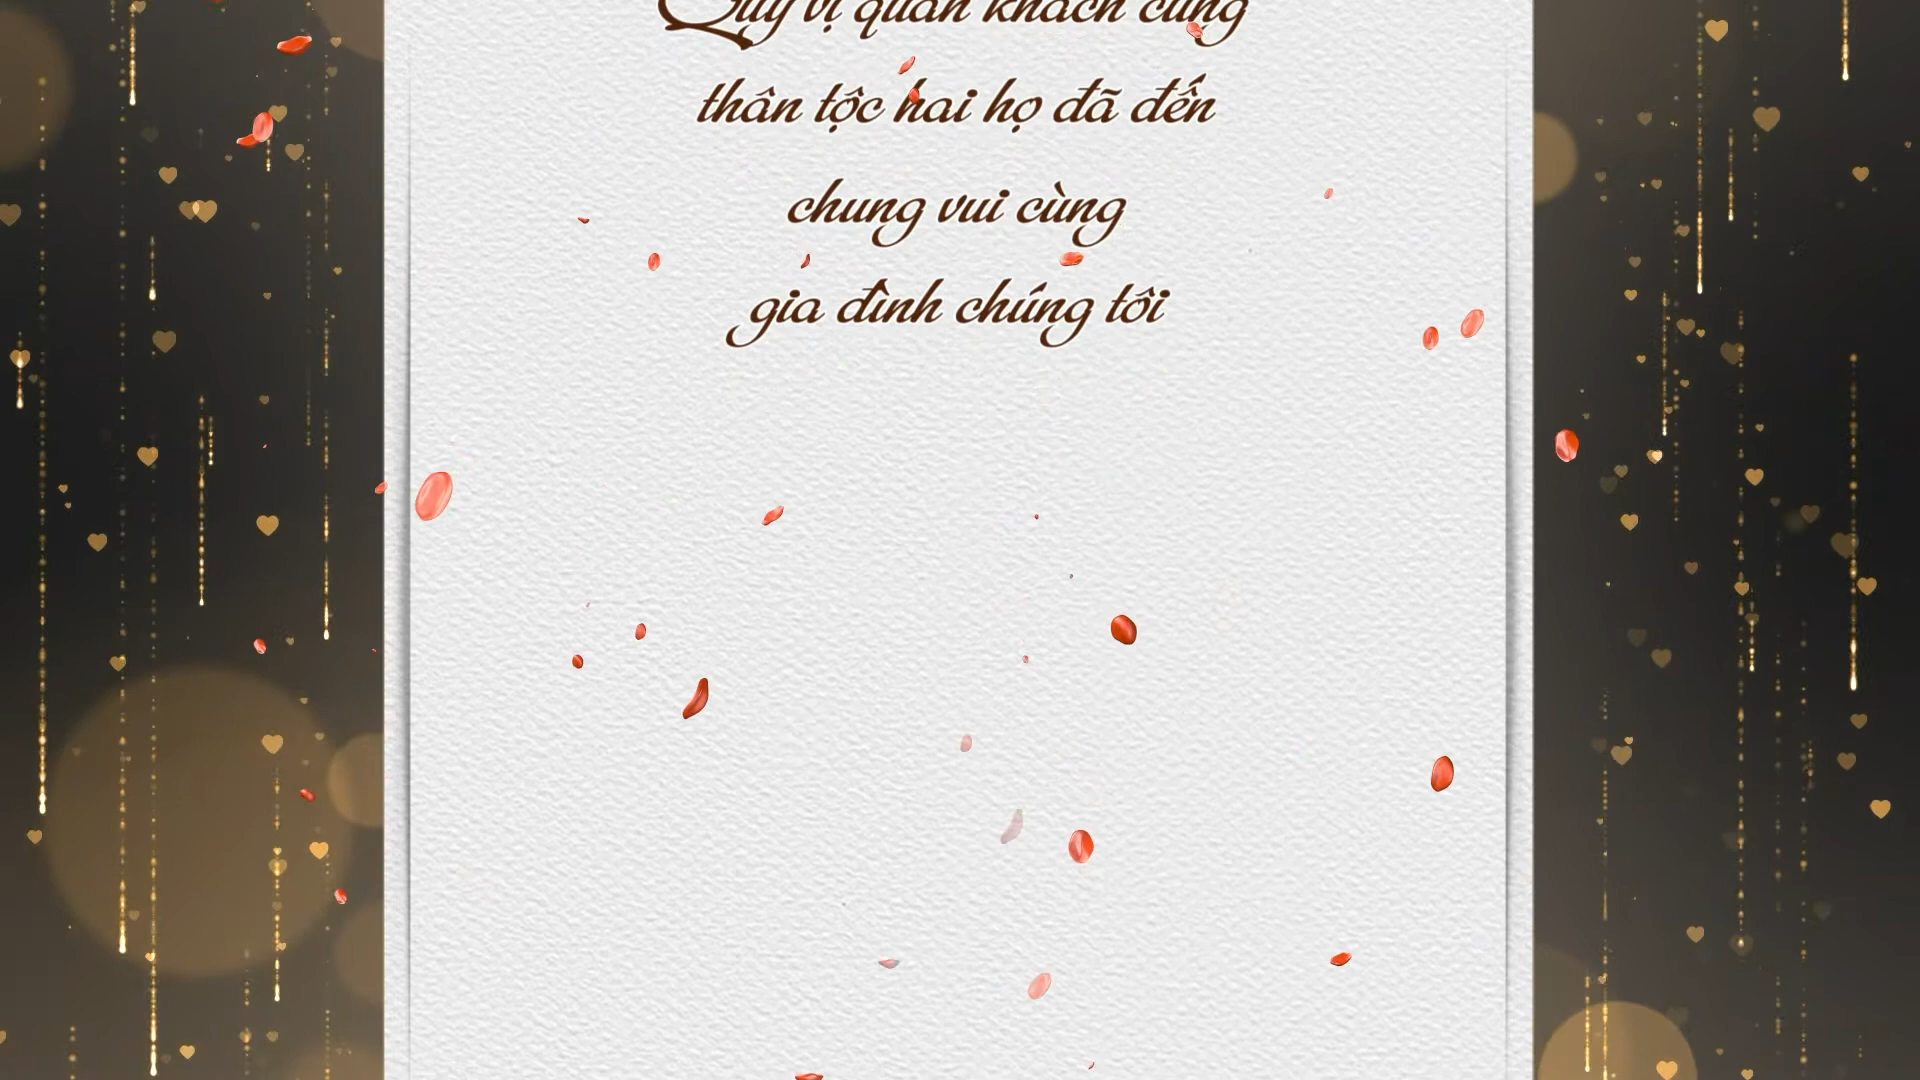 Quý vị quan khách cùng
thân tộc hai họ đã đến
chung vui cùng
gia đình chúng tôi